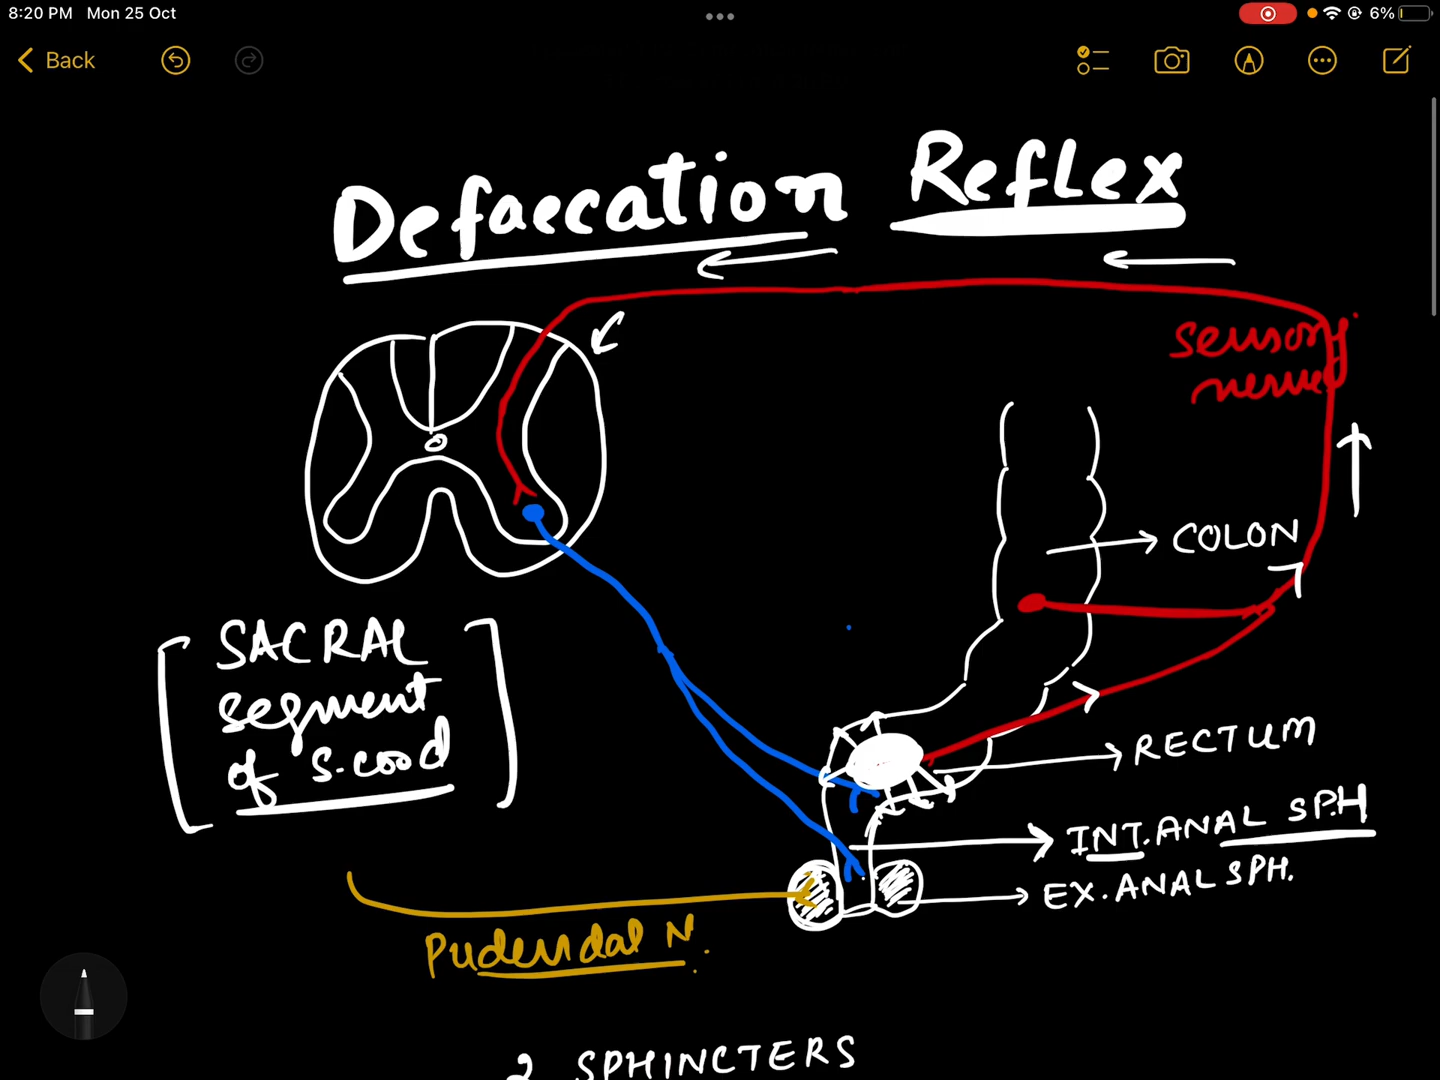 8:20 PM Mon 25 Oct
6%
Back
Defaecation Reflex
sensory
nerve
COLON
SACRAL
segment
of s.cord
RECTUM
INT. ANAL SPH
EX. ANAL SPH.
Pudendal N.
2 SPHINCTERS